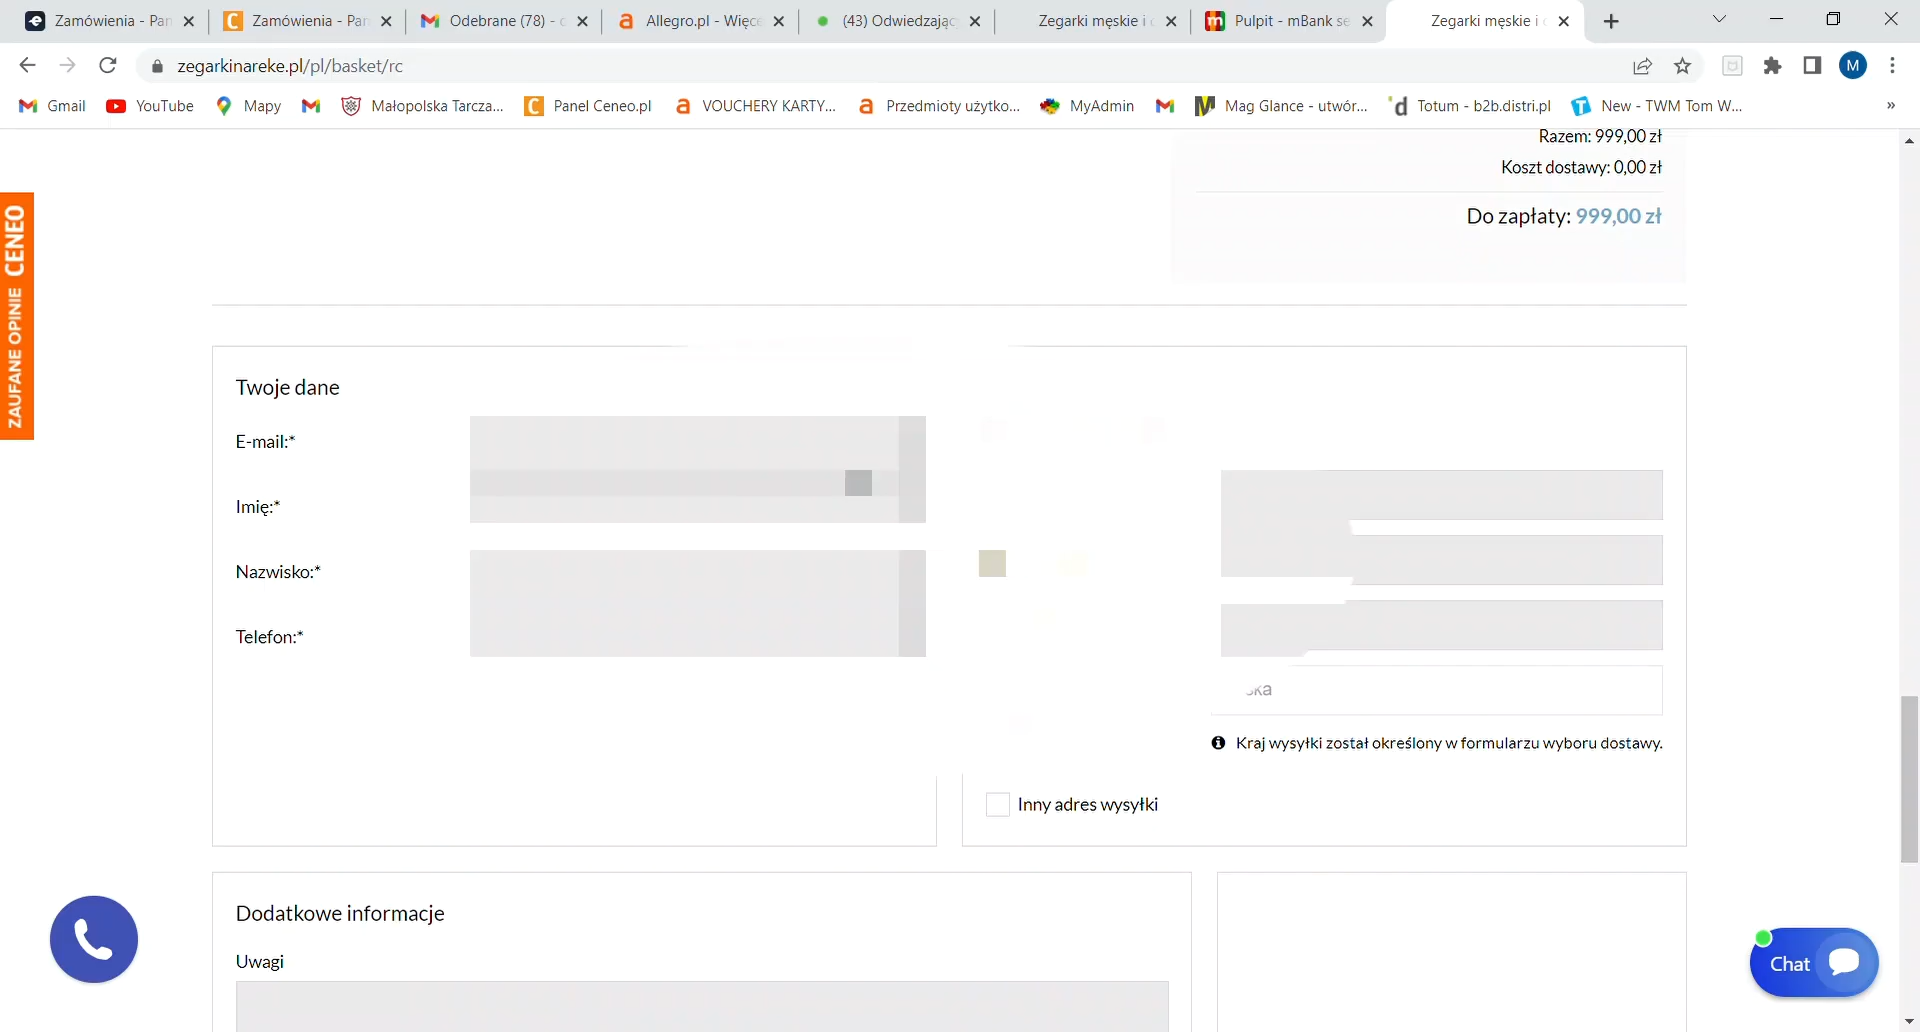 Zamówienia - Pan
Zamówienia - Pan
Odebrane (78) - c
Allegro.pl - Więce
(43) Odwiedzając
Zegarki męskie i
Pulpit - mBank se
Zegarki męskie i
zegarkinareke.pl/pl/basket/rc
M
Gmail
YouTube
Mapy
Małopolska Tarcza...
Panel Ceneo.pl
VOUCHERY KARTY...
Przedmioty użytko...
MyAdmin
Mag Glance - utwór...
Totum - b2b.distri.pl
New - TWM Tom W...
»
Razem: 999,00 zł
Koszt dostawy: 0,00 zł
Do zapłaty: 999,00 zł
ZAUFANE OPINIE CENEO
Twoje dane
E-mail:*
Imię:*
Nazwisko:*
Telefon:*
ska
Kraj wysyłki został określony w formularzu wyboru dostawy.
Inny adres wysyłki
Dodatkowe informacje
Uwagi
Chat